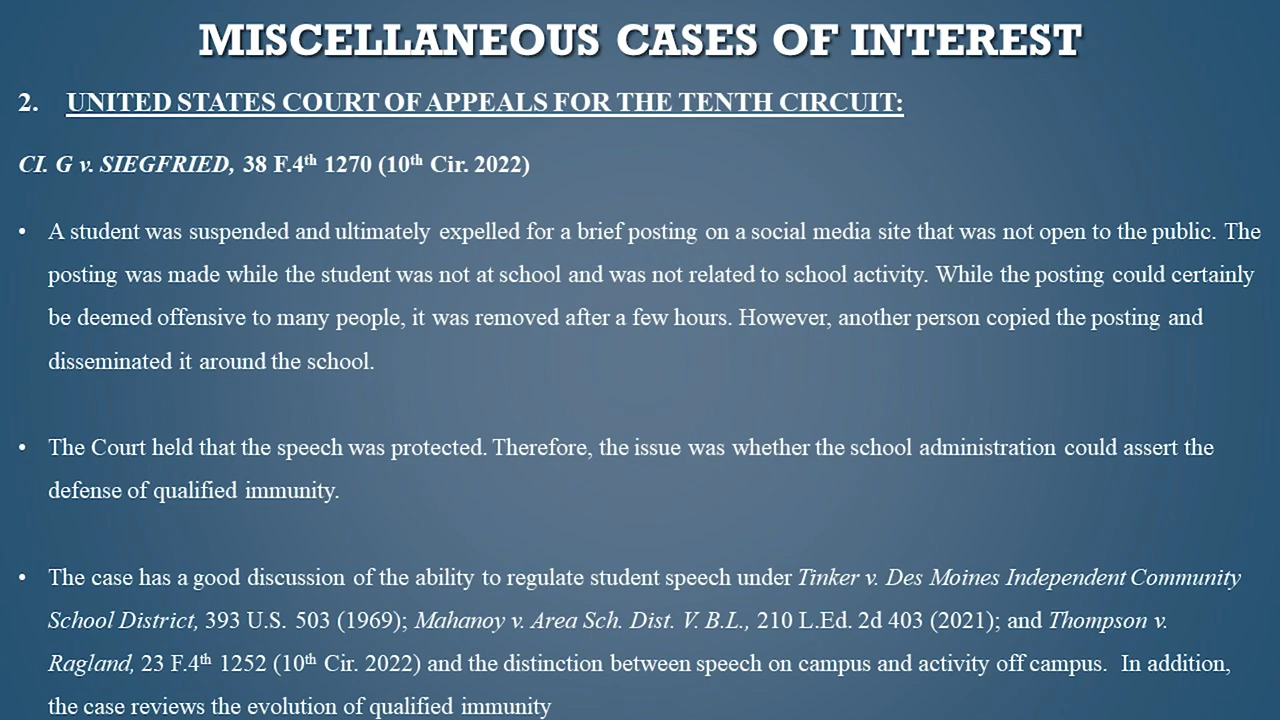 MISCELLANEOUS CASES OF INTEREST
2. UNITED STATES COURT OF APPEALS FOR THE TENTH CIRCUIT:
CI. G v. SIEGFRIED, 38 F.4th 1270 (10th Cir. 2022)
• A student was suspended and ultimately expelled for a brief posting on a social media site that was not open to the public. The
posting was made while the student was not at school and was not related to school activity. While the posting could certainly
be deemed offensive to many people, it was removed after a few hours. However, another person copied the posting and
disseminated it around the school.
• The Court held that the speech was protected. Therefore, the issue was whether the school administration could assert the
defense of qualified immunity.
• The case has a good discussion of the ability to regulate student speech under Tinker v. Des Moines Independent Community
School District, 393 U.S. 503 (1969); Mahanoy v. Area Sch. Dist. V. B.L., 210 L.Ed. 2d 403 (2021); and Thompson v.
Ragland, 23 F.4th 1252 (10th Cir. 2022) and the distinction between speech on campus and activity off campus. In addition,
the case reviews the evolution of qualified immunity